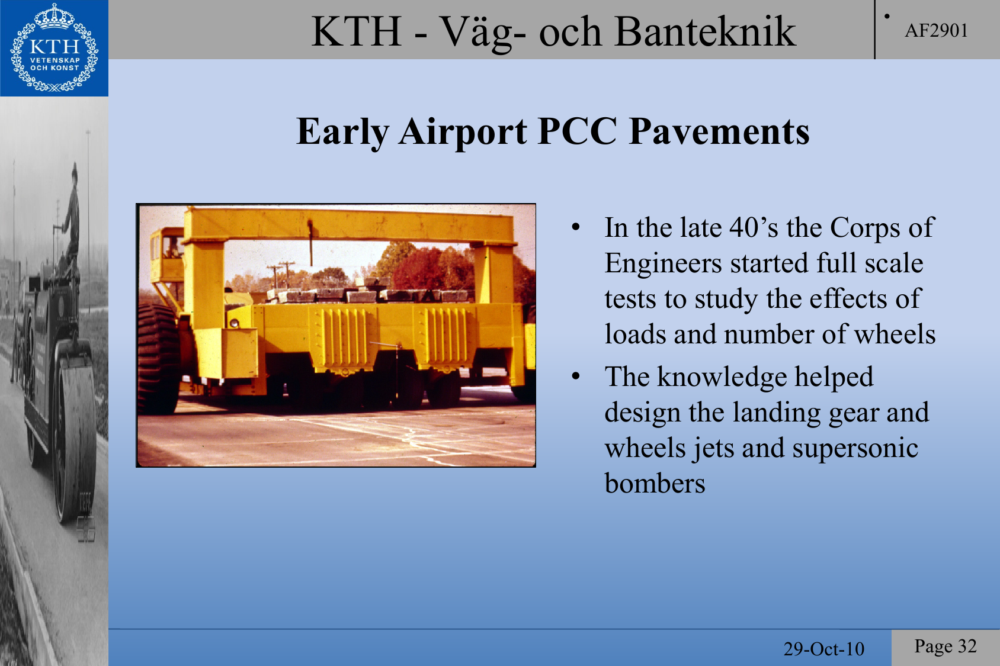 KTH
VETENSKAP
OCH KONST
KTH - Väg- och Banteknik
• AF2901
Early Airport PCC Pavements
• In the late 40’s the Corps of
Engineers started full scale
tests to study the effects of
loads and number of wheels
• The knowledge helped
design the landing gear and
wheels jets and supersonic
bombers
29-Oct-10
Page 32